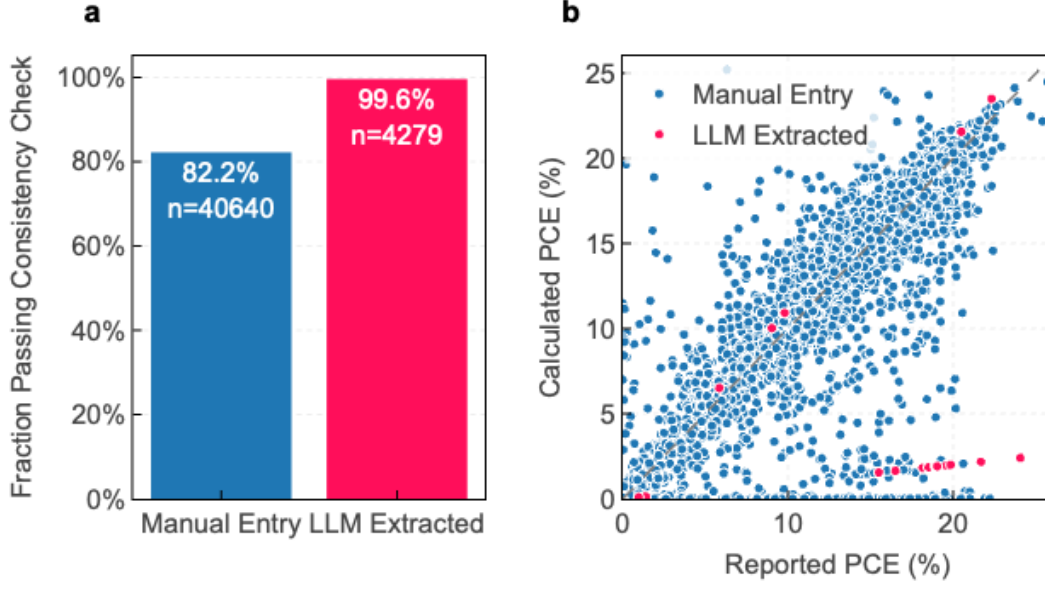 a
Fraction Passing Consistency Check
100%
80%
60%
40%
20%
0%
82.2%
n=40640
99.6%
n=4279
Manual Entry LLM Extracted
b
Calculated PCE (%)
25
20
15
10
5
0
Manual Entry
LLM Extracted
0 10 20
Reported PCE (%)